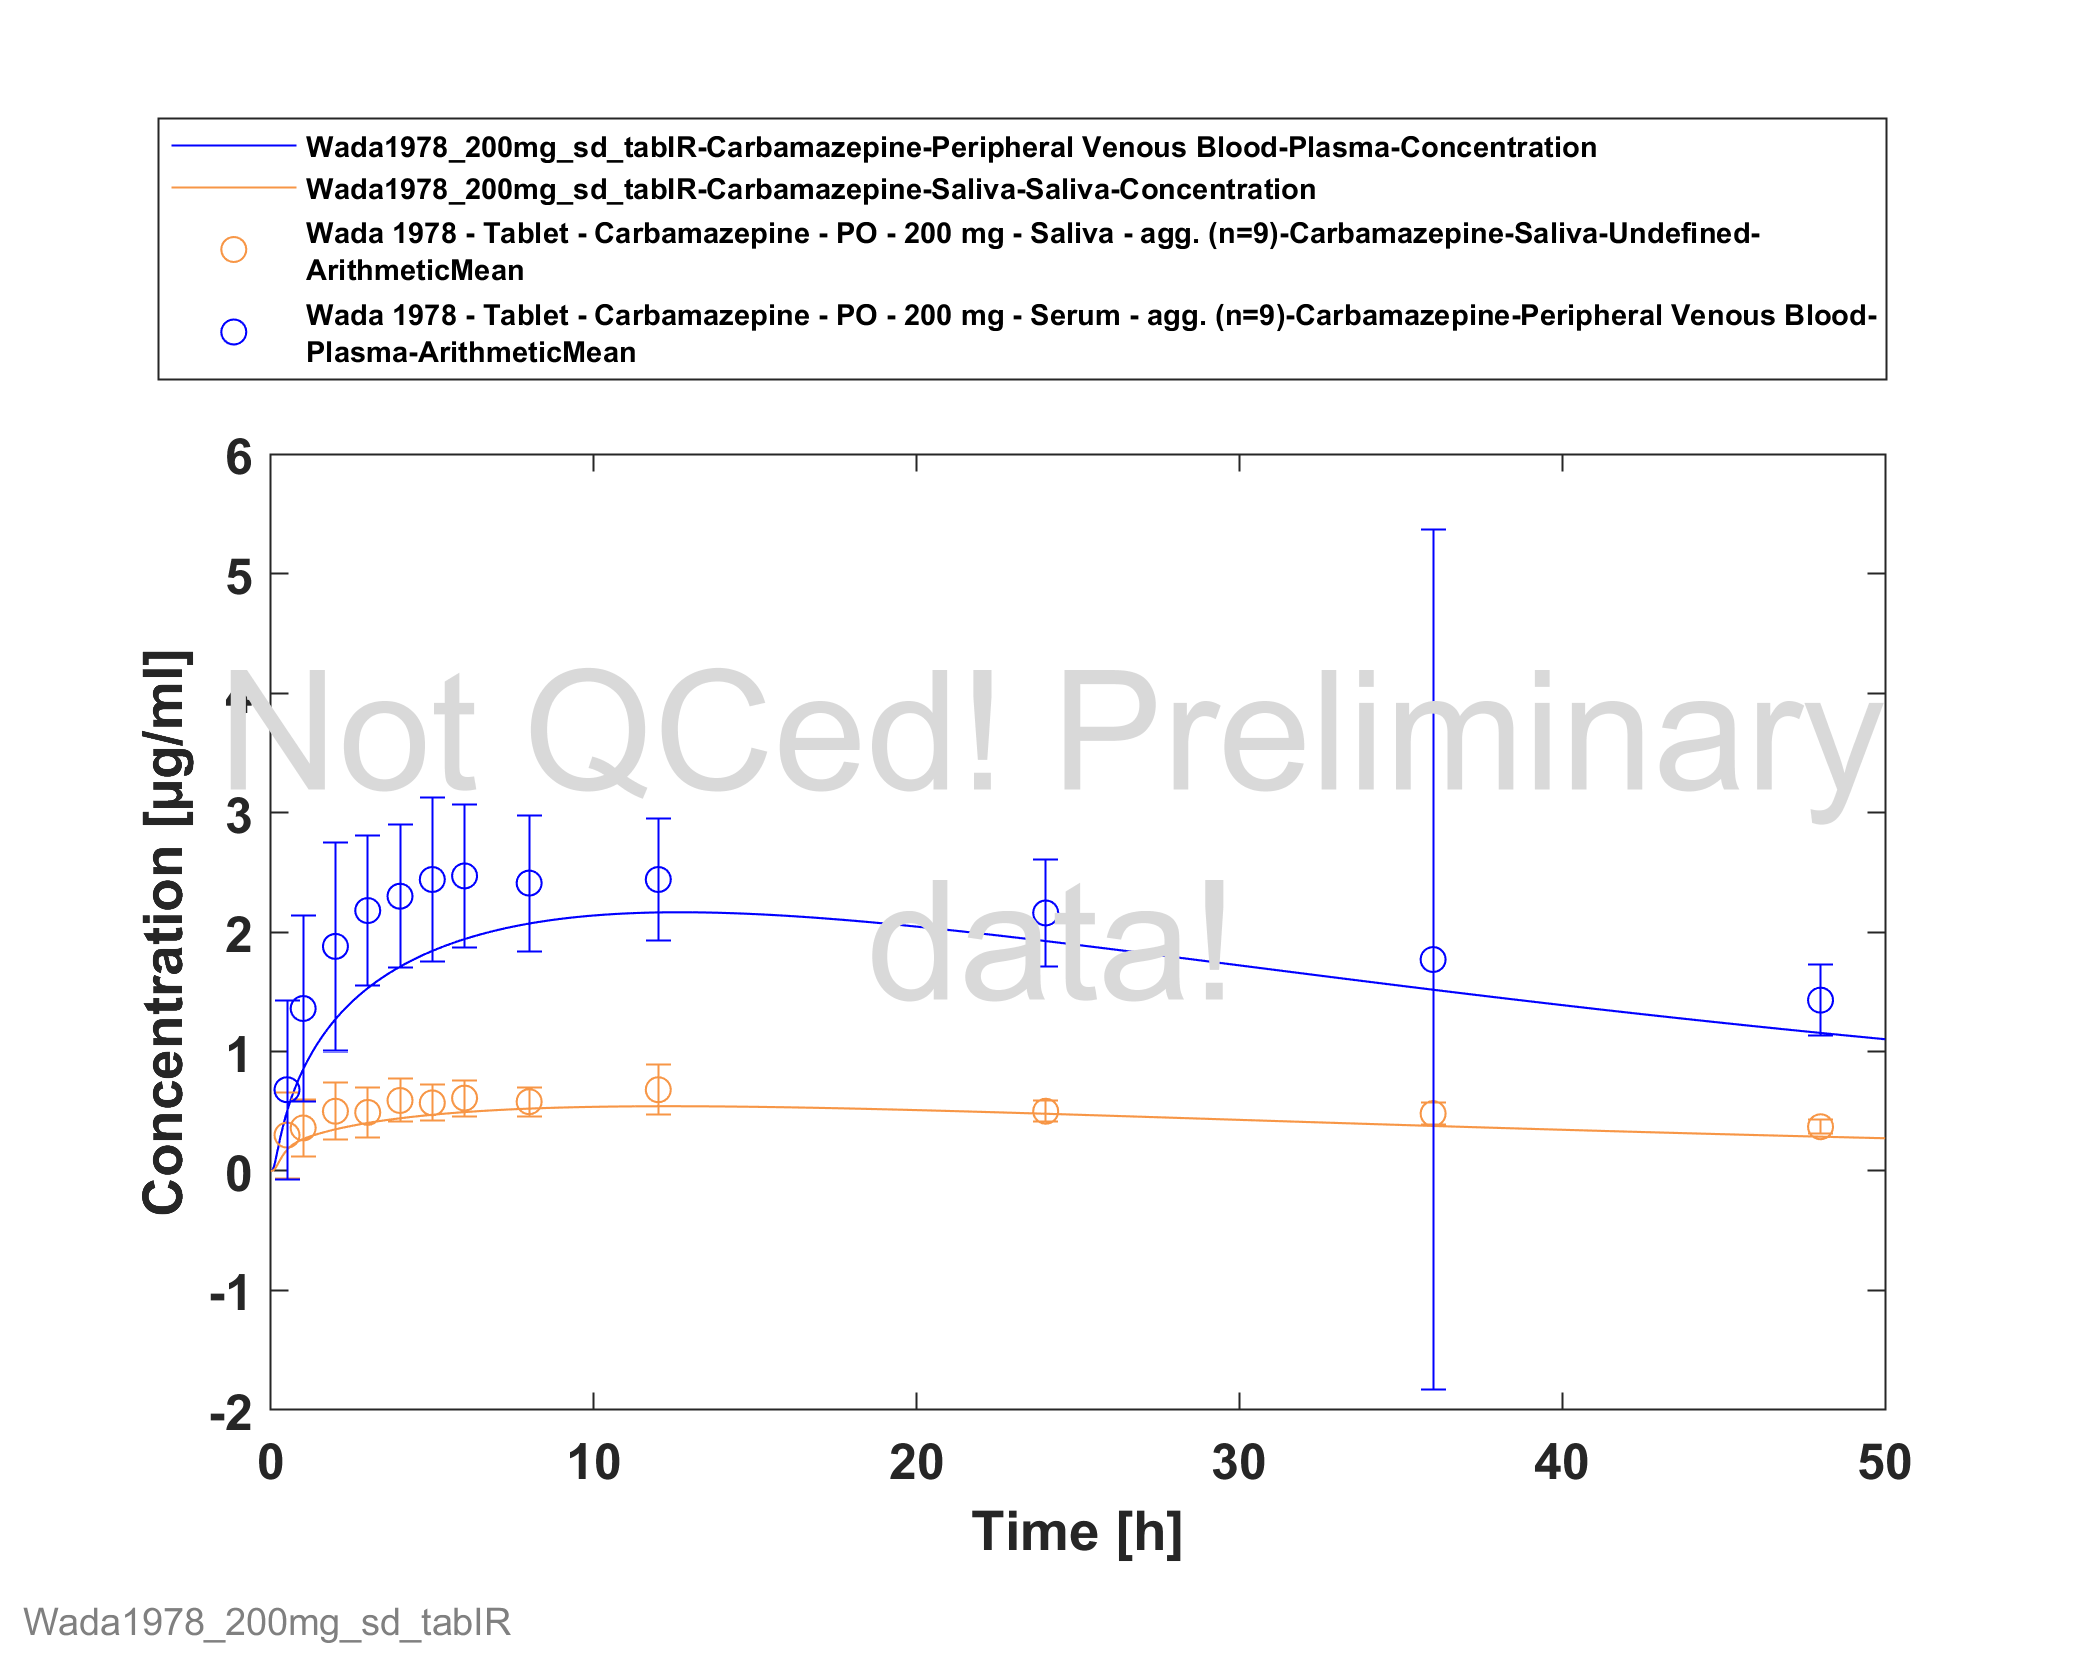 Wada1978_200mg_sd_tabIR-Carbamazepine-Peripheral Venous Blood-Plasma-Concentration
Wada1978_200mg_sd_tabIR-Carbamazepine-Saliva-Saliva-Concentration
Wada 1978 - Tablet - Carbamazepine - PO - 200 mg - Saliva - agg. (n=9)-Carbamazepine-Saliva-Undefined-
ArithmeticMean
Wada 1978 - Tablet - Carbamazepine - PO - 200 mg - Serum - agg. (n=9)-Carbamazepine-Peripheral Venous Blood-
Plasma-ArithmeticMean
6
5
4
3
2
1
0
-1
-2
Concentration [µg/ml]
Not QCed! Preliminary
data!
0 10 20 30 40 50
Time [h]
Wada1978_200mg_sd_tabIR